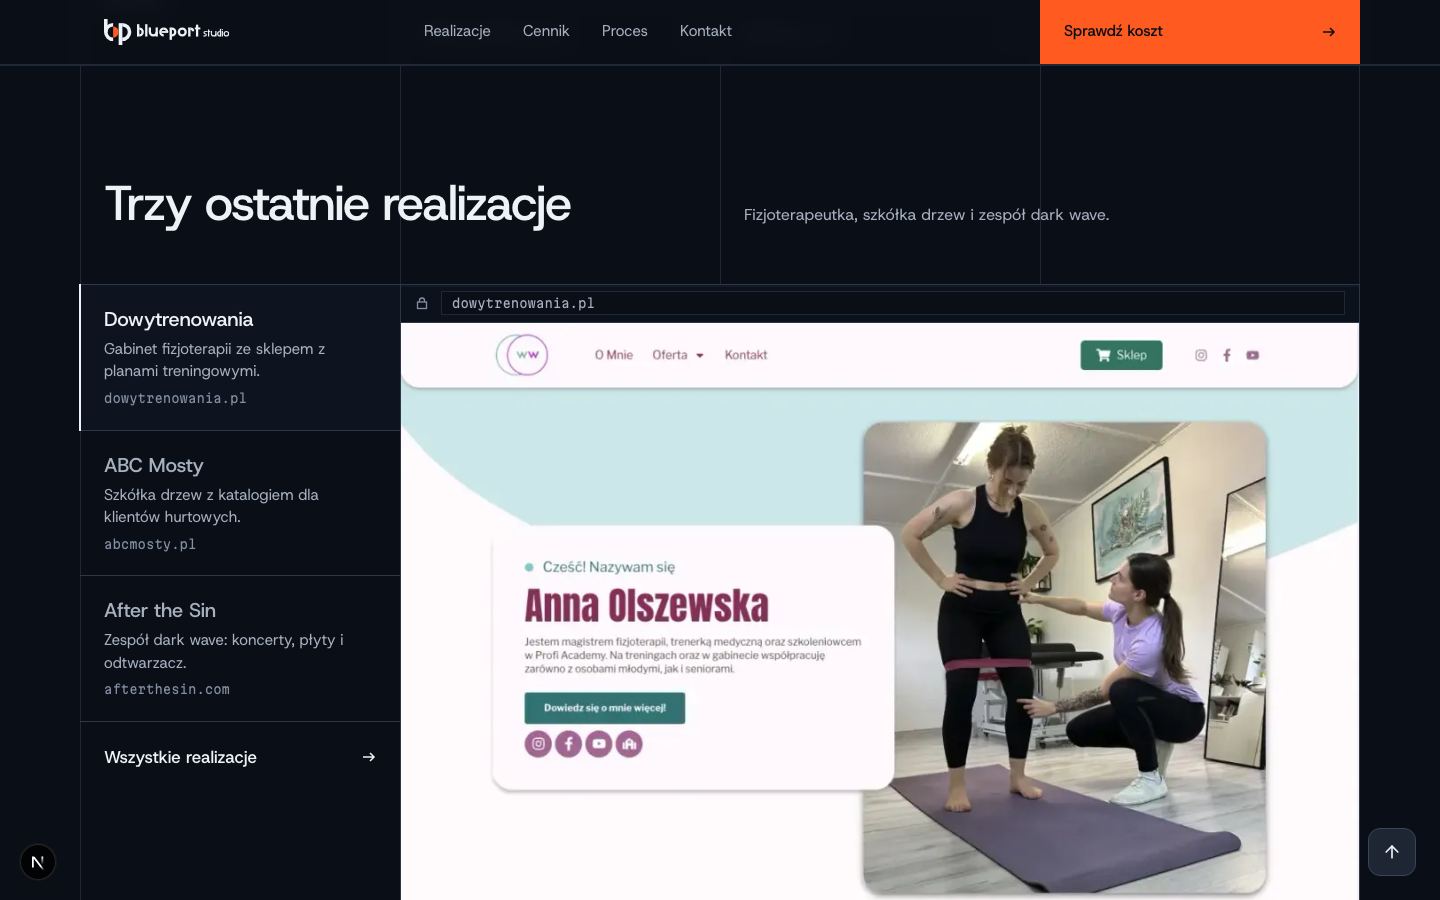 blueport studio
Realizacje
Cennik
Proces
Kontakt
Sprawdź koszt
Trzy ostatnie realizacje
Fizjoterapeutka, szkółka drzew i zespół dark wave.
Dowytrenowania
Gabinet fizjoterapii ze sklepem z
planami treningowymi.
dowytrenowania.pl
ABC Mosty
Szkółka drzew z katalogiem dla
klientów hurtowych.
abcmosty.pl
After the Sin
Zespół dark wave: koncerty, płyty i
odtwarzacz.
afterthesin.com
Wszystkie realizacje
dowytrenowania.pl
ww
O Mnie
Oferta
Kontakt
Sklep
Cześć! Nazywam się
Anna Olszewska
Jestem magistrem fizjoterapii, trenerką medyczną oraz szkoleniowcem
w Profi Academy. Na treningach oraz w gabinecie współpracuję
zarówno z osobami młodymi, jak i seniorami.
Dowiedz się o mnie więcej!